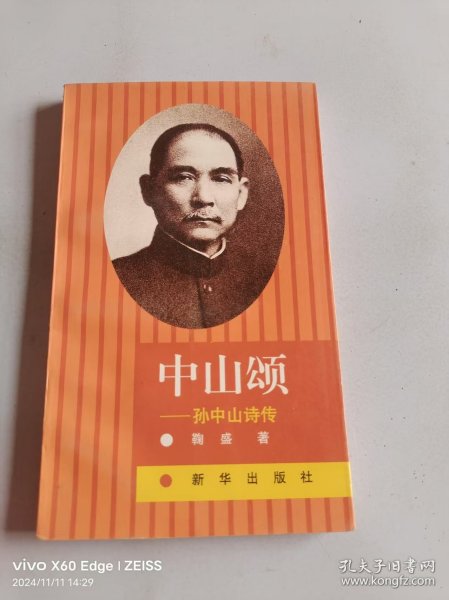 中山颂
——孙中山诗传
鞠盛 著
新华出版社
vivo X60 Edge | ZEISS
2024/11/11 14:29
孔夫子旧书网
www.kongfz.com